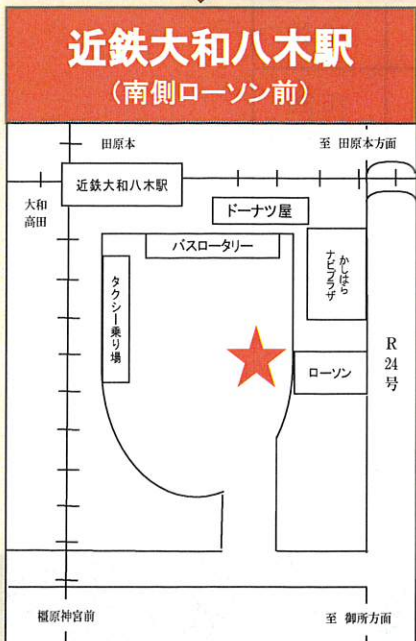 近鉄大和八木駅
(南側ローソン前)
田原本
至 田原本方面
近鉄大和八木駅
大和
高田
ドーナツ屋
バスロータリー
かしはら
ナビプラザ
タクシー乗り場
ローソン
R
24
号
橿原神宮前
至 御所方面